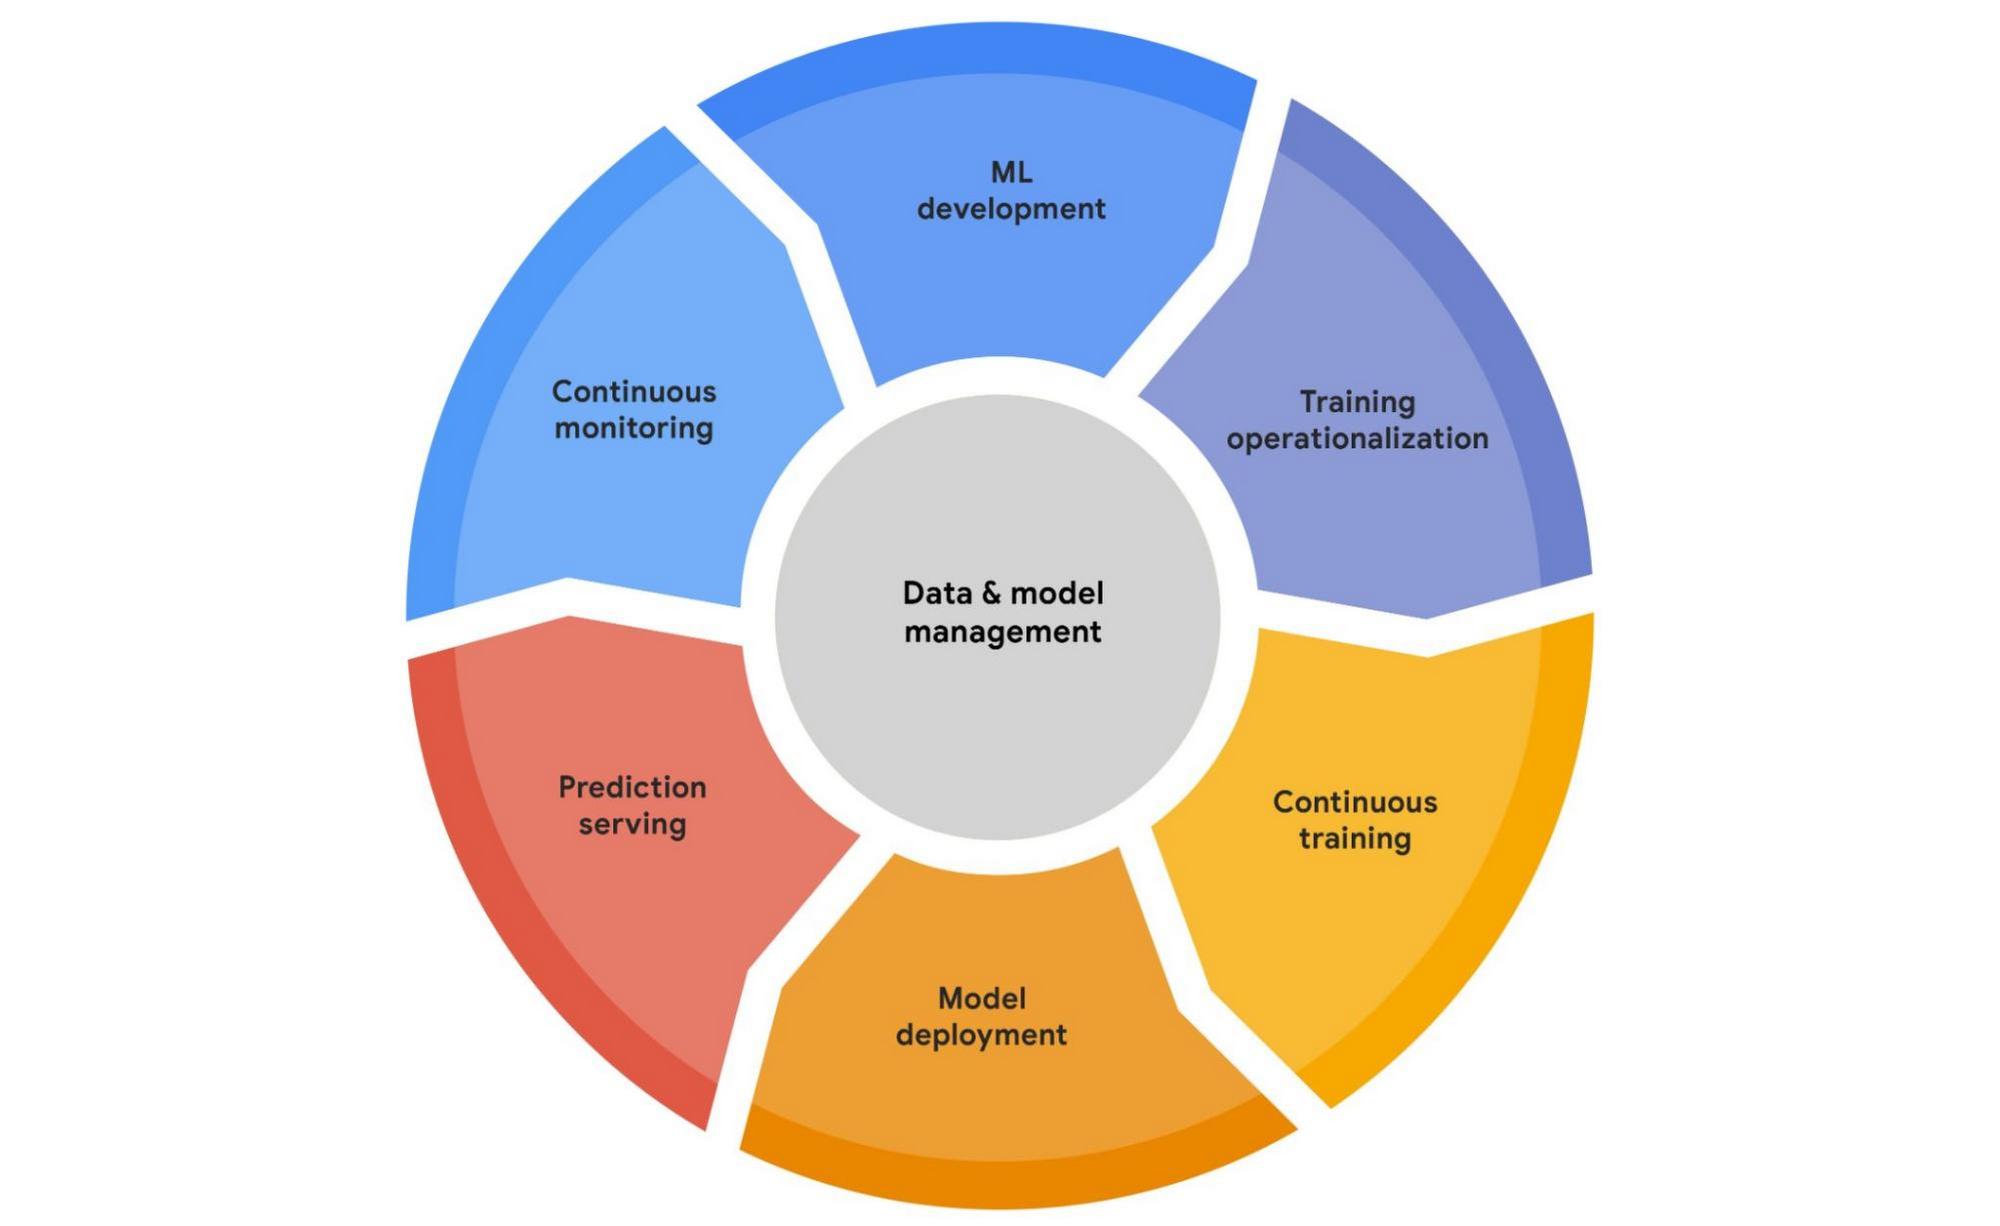 ML
development
Training
operationalization
Continuous
training
Model
deployment
Prediction
serving
Continuous
monitoring
Data & model
management